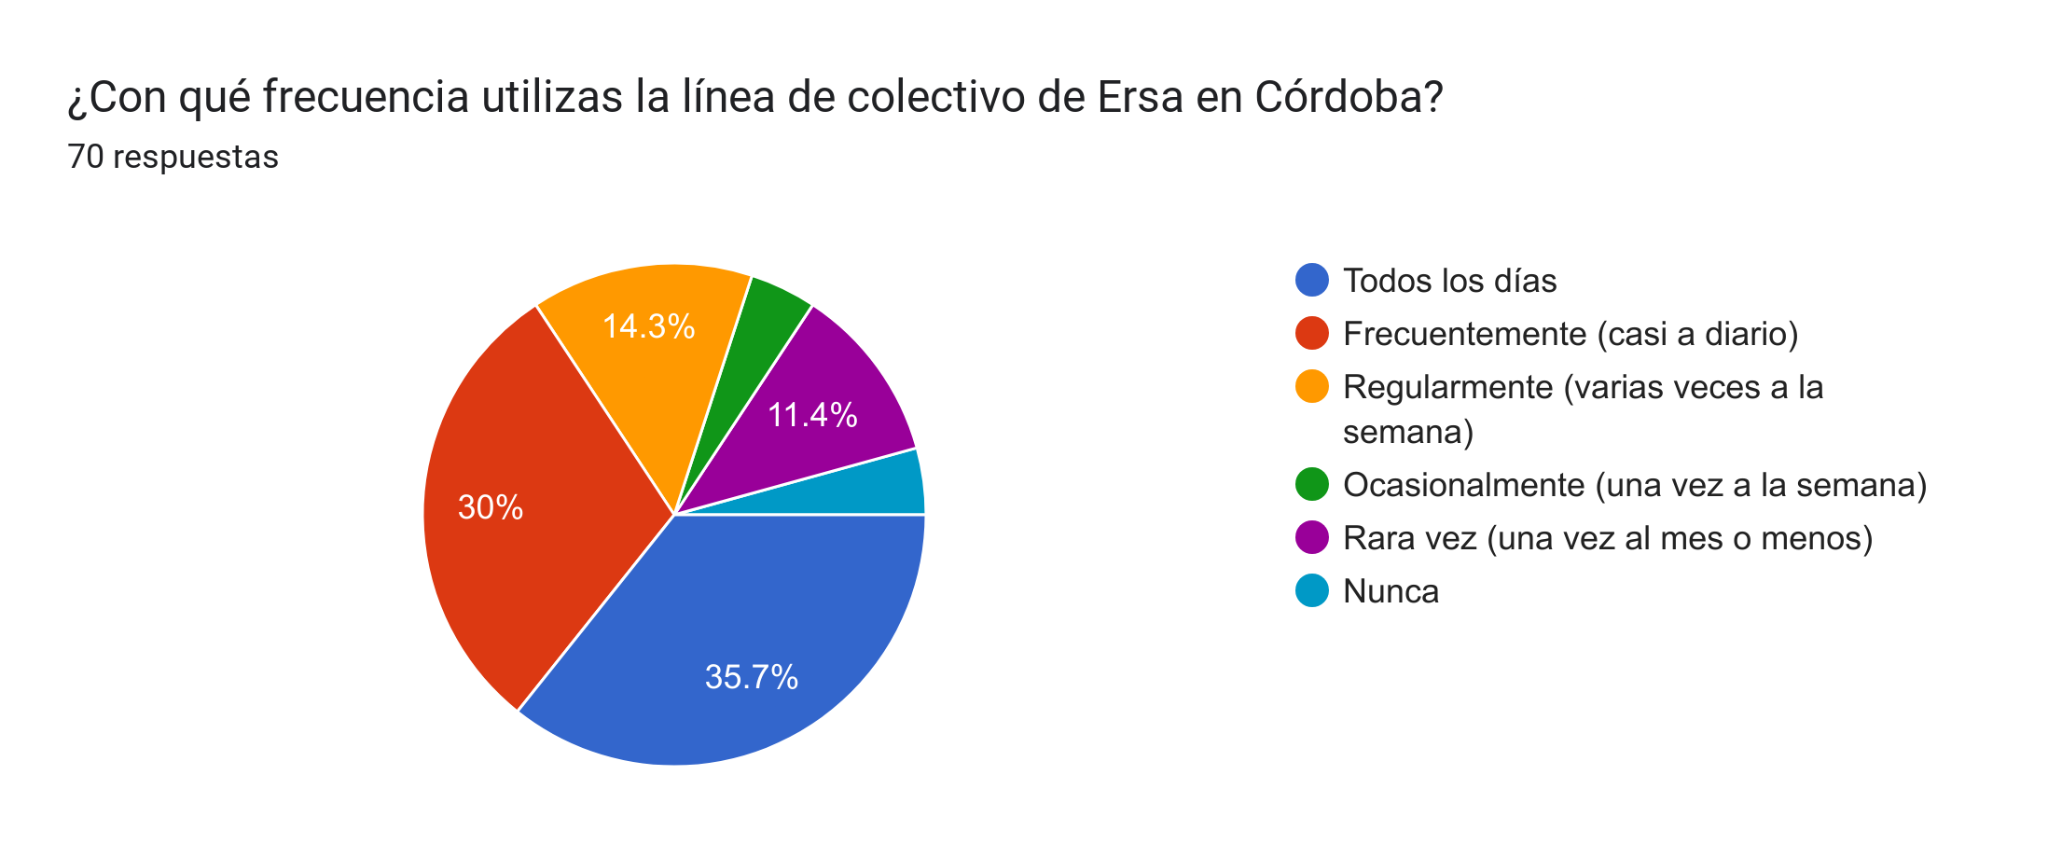 ¿Con qué frecuencia utilizas la línea de colectivo de Ersa en Córdoba?
70 respuestas
14.3%
11.4%
30%
35.7%
Todos los días
Frecuentemente (casi a diario)
Regularmente (varias veces a la
semana)
Ocasionalmente (una vez a la semana)
Rara vez (una vez al mes o menos)
Nunca